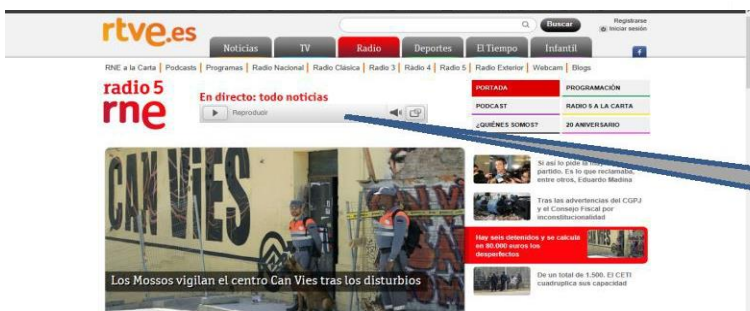 rtve.es
Buscar
Registrarse
Iniciar sesión
Noticias TV Radio Deportes El Tiempo Infantil
RNE a la Carta Podcasts Programas Radio Nacional Radio Clásica Radio 3 Radio 4 Radio 5 Radio Exterior Webcam Blogs
radio 5
rne
En directo: todo noticias
Reproducir
PORTADA PROGRAMACIÓN
PODCAST RADIO 5 A LA CARTA
¿QUIÉNES SOMOS? 20 ANIVERSARIO
CAN VIES
Los Mossos vigilan el centro Can Vies tras los disturbios
Si así lo pide la
partido. Es lo que reclamaba,
entre otros, Eduardo Madina
Tras las advertencias del CGPJ
y el Consejo Fiscal por
inconstitucionalidad
Hay seis detenidos y se calcula
en 80.000 euros los
desperfectos
De un total de 1.500. El CETI
cuadruplica sus capacidad